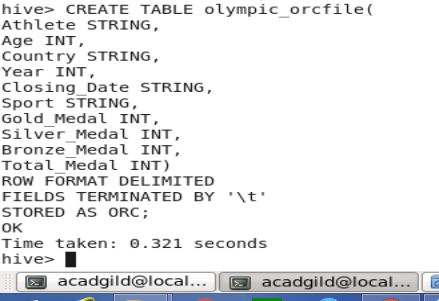 hive> CREATE TABLE olympic_orcfile(
Athlete STRING,
Age INT,
Country STRING,
Year INT,
Closing_Date STRING,
Sport STRING,
Gold_Medal INT,
Silver_Medal INT,
Bronze_Medal INT,
Total_Medal INT)
ROW FORMAT DELIMITED
FIELDS TERMINATED BY '\t'
STORED AS ORC;
OK
Time taken: 0.321 seconds
hive>
acadgild@local... acadgild@local...